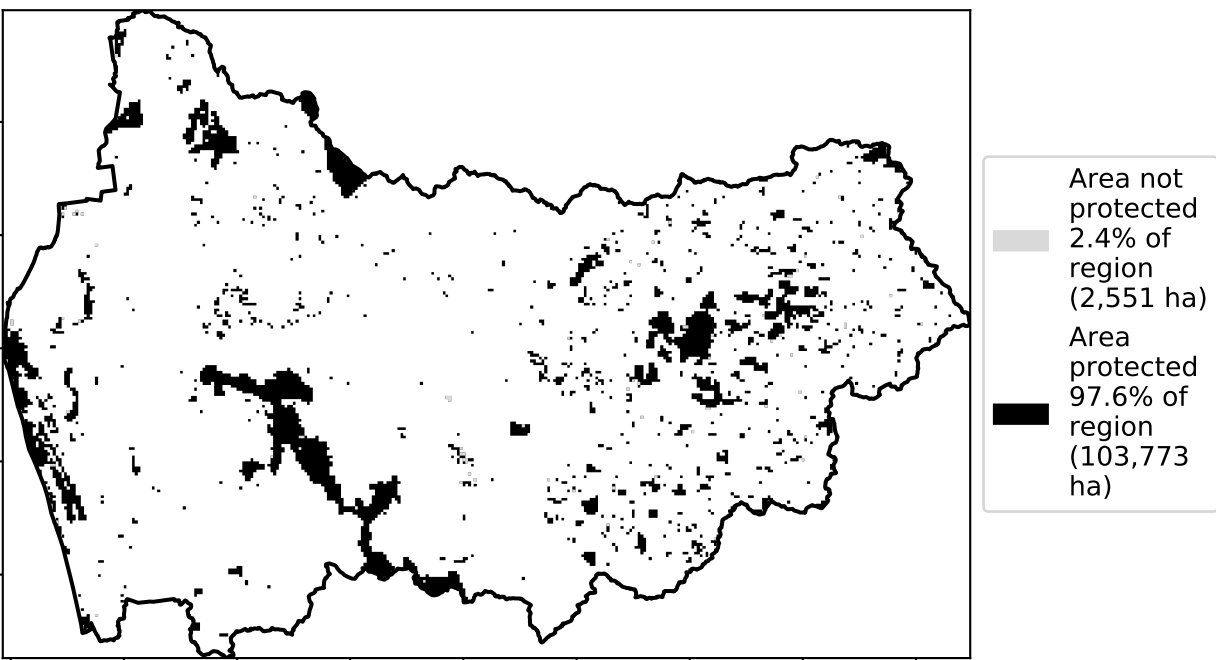 Area not
protected
2.4% of
region
(2,551 ha)
Area
protected
97.6% of
region
(103,773
ha)